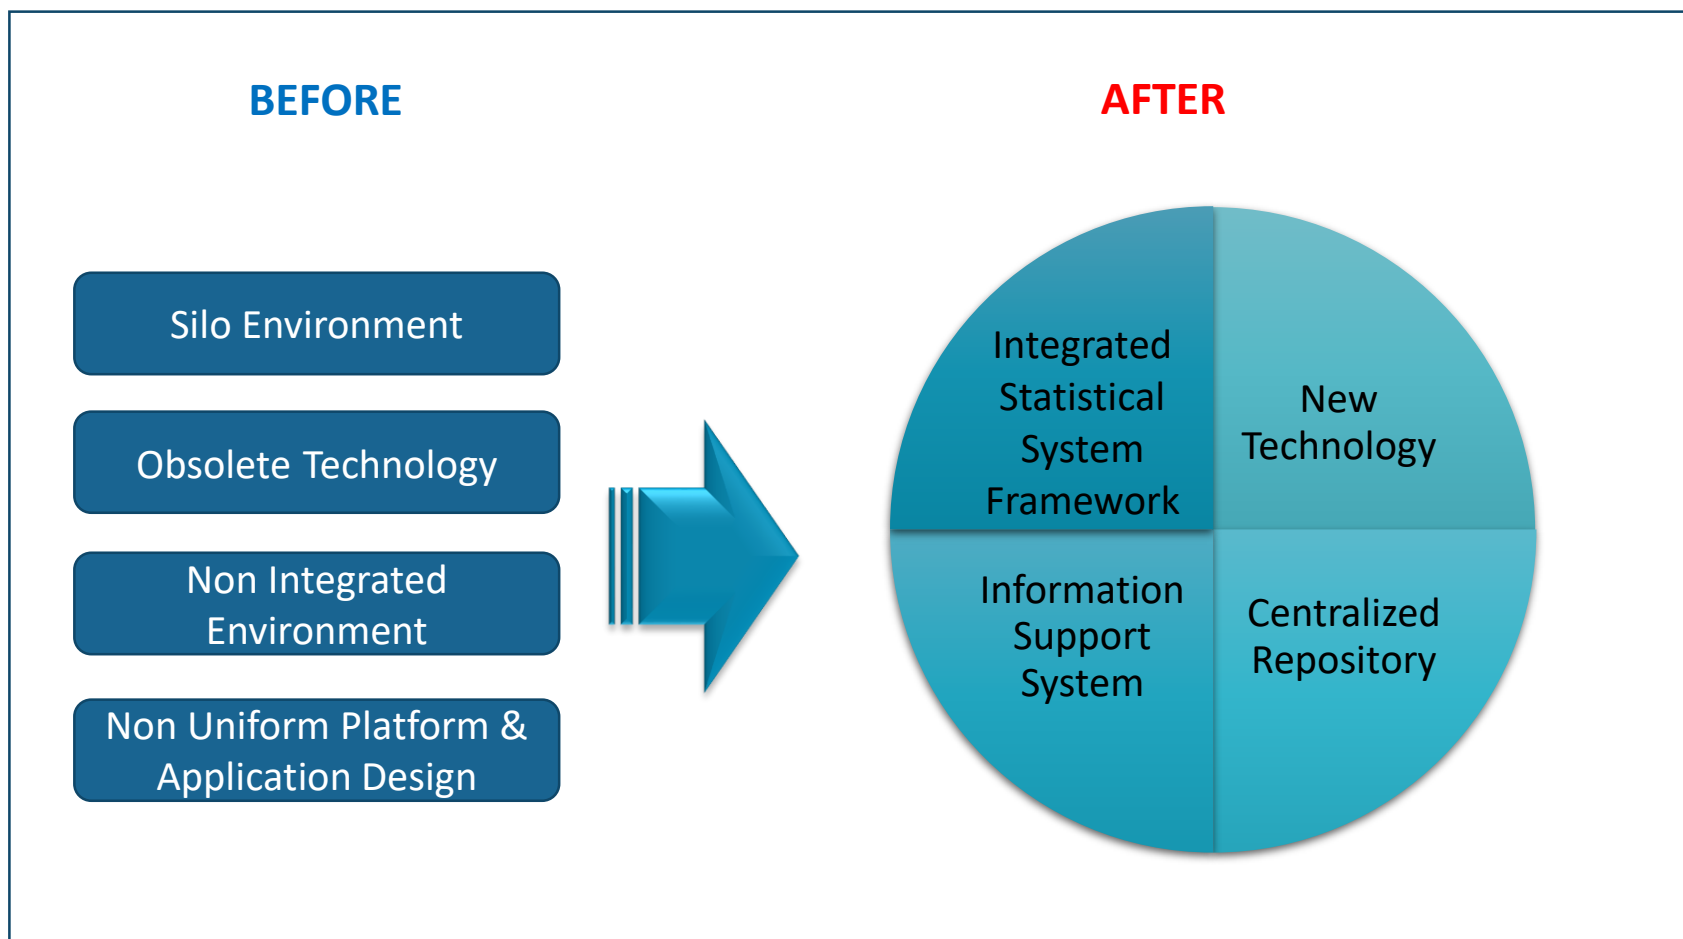 BEFORE
AFTER
Silo Environment
Obsolete Technology
Non Integrated
Environment
Non Uniform Platform &
Application Design
Integrated
Statistical
System
Framework
New
Technology
Information
Support
System
Centralized
Repository